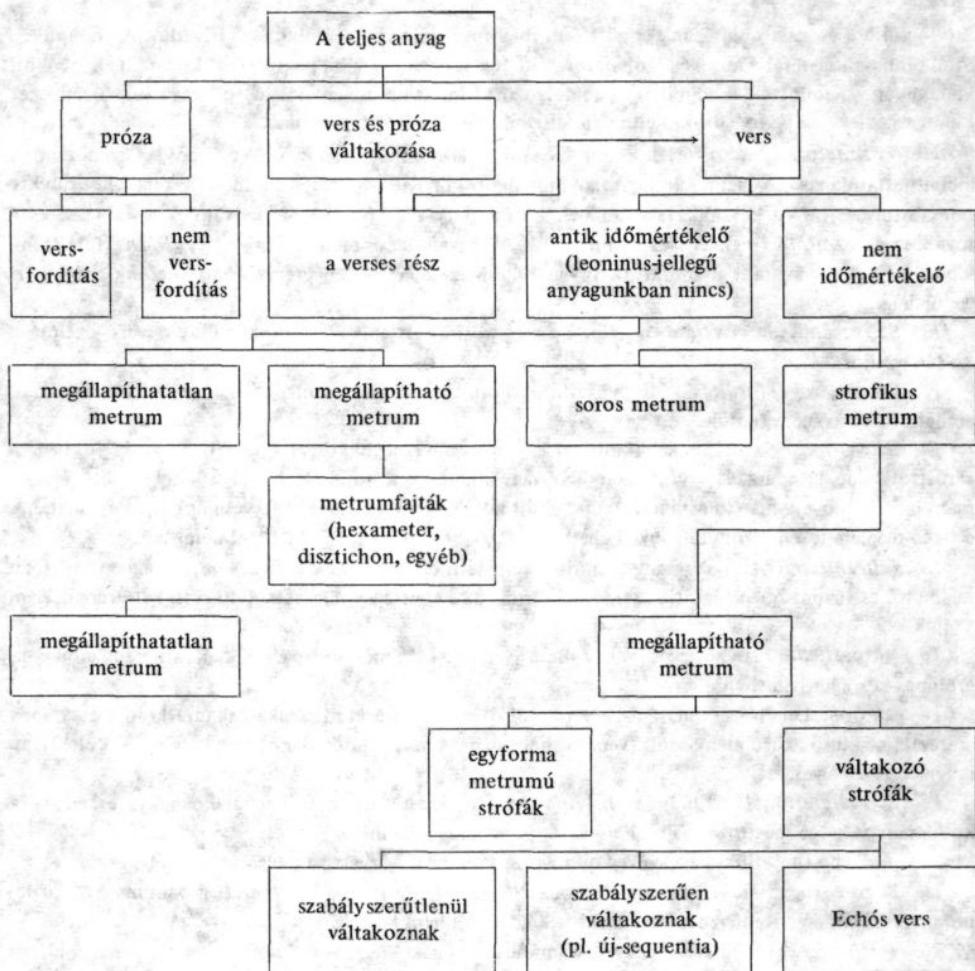 A teljes anyag
próza
vers és próza
váltakozása
vers
vers-
fordítás
nem
vers-
fordítás
a verses rész
antik időmértékelő
(leoninus-jellegű
anyagunkban nincs)
nem
időmértékelő
megállapíthatatlan
metrum
megállapítható
metrum
soros metrum
strofikus
metrum
metrumfajták
(hexameter,
disztichon, egyéb)
megállapíthatatlan
metrum
megállapítható
metrum
egyforma
metrumú
strófák
váltakozó
strófák
szabályszerűtlenül
váltakoznak
szabályszerűen
váltakoznak
(pl. új-sequentia)
Echós vers